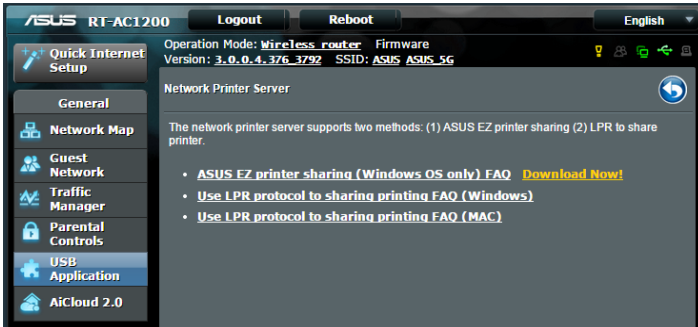 ASUS RT-AC1200 Logout Reboot English
Quick Internet
Setup
Operation Mode: Wireless router Firmware
Version: 3.0.0.4.376_3792 SSID: ASUS ASUS_5G
General
Network Map
Guest
Network
Traffic
Manager
Parental
Controls
USB
Application
AiCloud 2.0
Network Printer Server
The network printer server supports two methods: (1) ASUS EZ printer sharing (2) LPR to share
printer.
• ASUS EZ printer sharing (Windows OS only) FAQ Download Now!
• Use LPR protocol to sharing printing FAQ (Windows)
• Use LPR protocol to sharing printing FAQ (MAC)